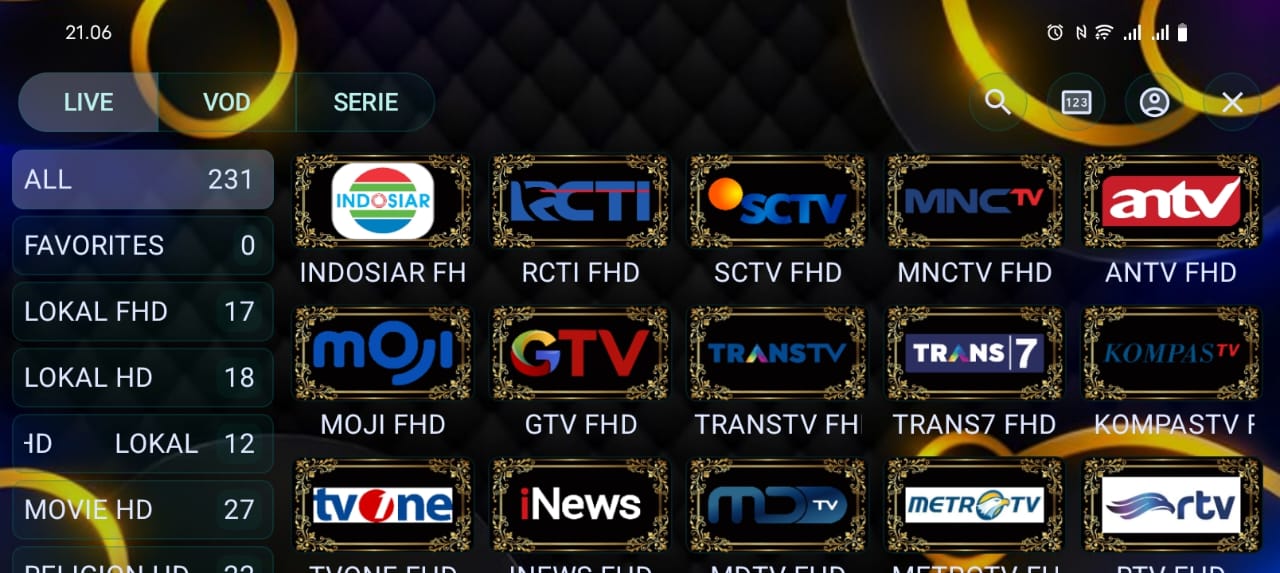 21.06
LIVE VOD SERIE 123
ALL 231
FAVORITES 0
LOKAL FHD 17
LOKAL HD 18
HD LOKAL 12
MOVIE HD 27
RELIGION HD
INDOSIAR RCTI SCTV MNCTV antv
INDOSIAR FH RCTI FHD SCTV FHD MNCTV FHD ANTV FHD
moji GTV TRANSTV TRANS|7 KOMPASTV
MOJI FHD GTV FHD TRANSTV FH TRANS7 FHD KOMPASTV F
tvOne iNews MDTV METROTV rtv
TVONE FHD INEWS FHD MDTV FHD METROTV FH RTV FHD